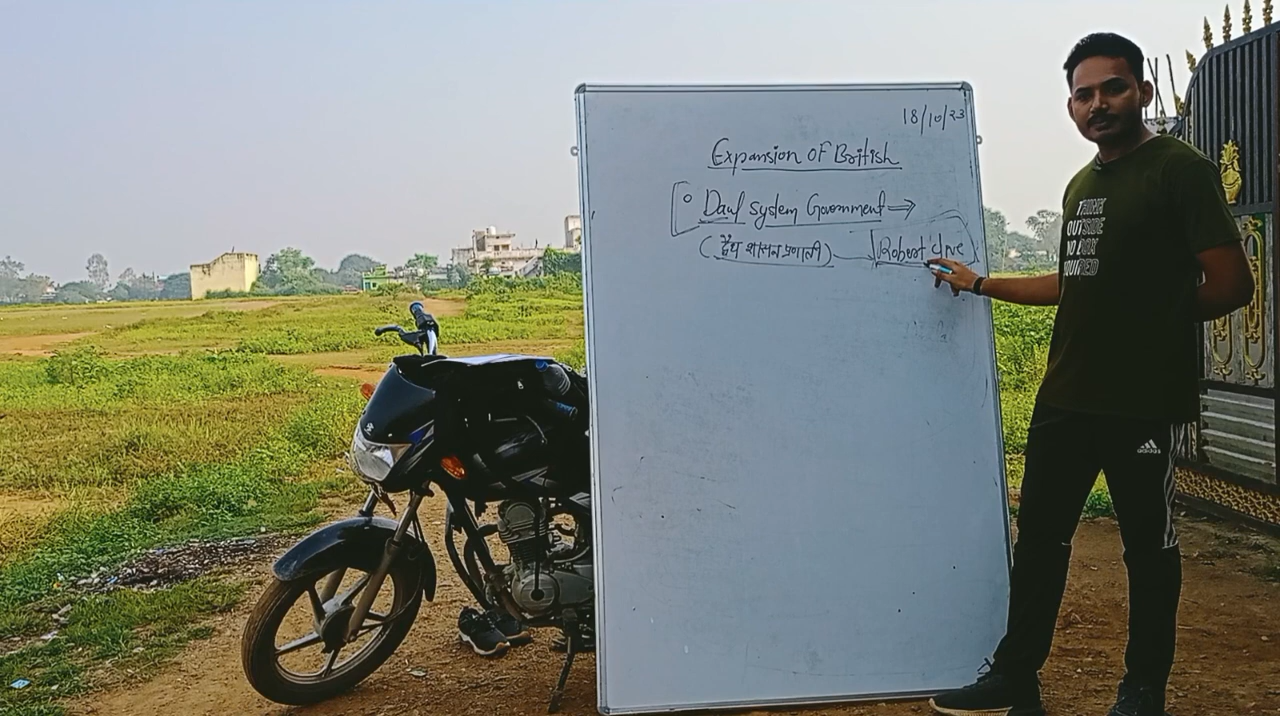 18/10/23
Expansion of British
Daul System Government →
(द्वैध शासन प्रणाली) → Robert clive
THINK
OUTSIDE
NO BOX
REQUIRED
adidas